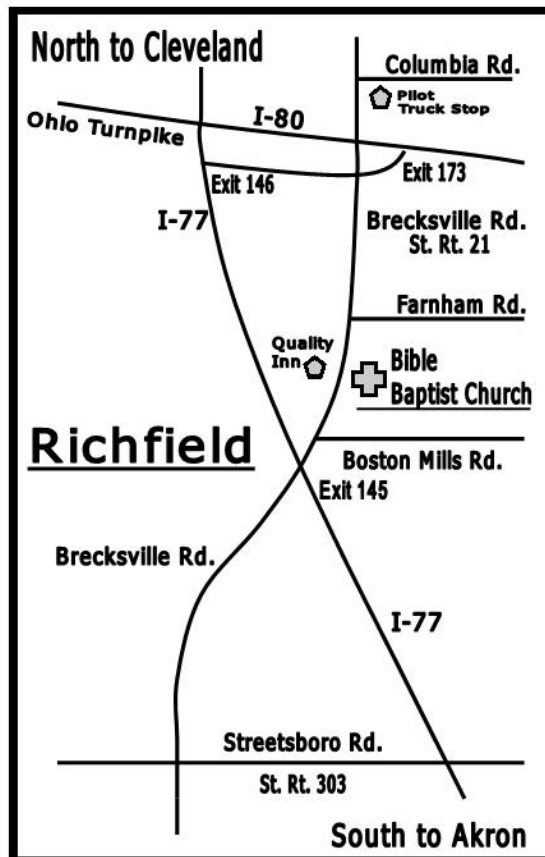 North to Cleveland
Columbia Rd.
Pilot
Truck Stop
I-80
Ohio Turnpike
Exit 173
Exit 146
I-77
Brecksville Rd.
St. Rt. 21
Farnham Rd.
Quality
Inn
Bible
Baptist Church
Richfield
Boston Mills Rd.
Exit 145
Brecksville Rd.
I-77
Streetsboro Rd.
St. Rt. 303
South to Akron